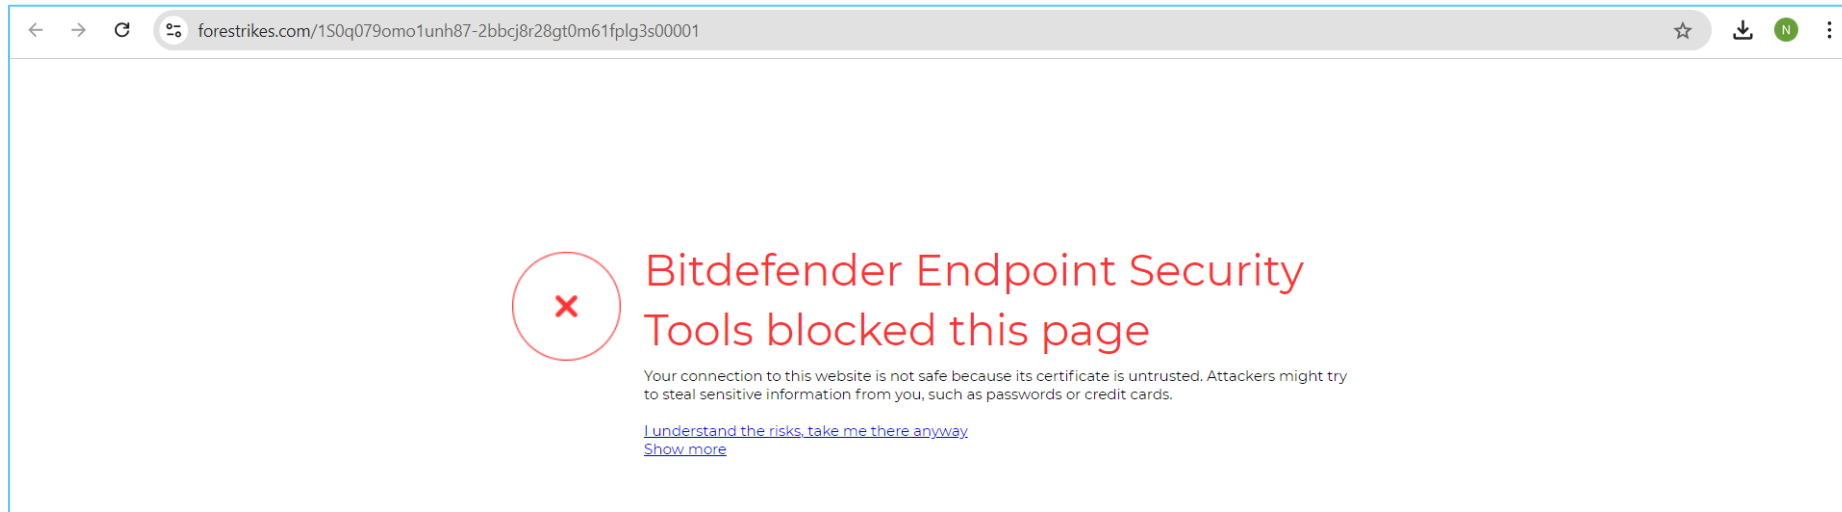 forestrikes.com/1S0q079omo1unh87-2bbcj8r28gt0m61fplg3s00001
N
Bitdefender Endpoint Security
Tools blocked this page
Your connection to this website is not safe because its certificate is untrusted. Attackers might try
to steal sensitive information from you, such as passwords or credit cards.
I understand the risks, take me there anyway
Show more